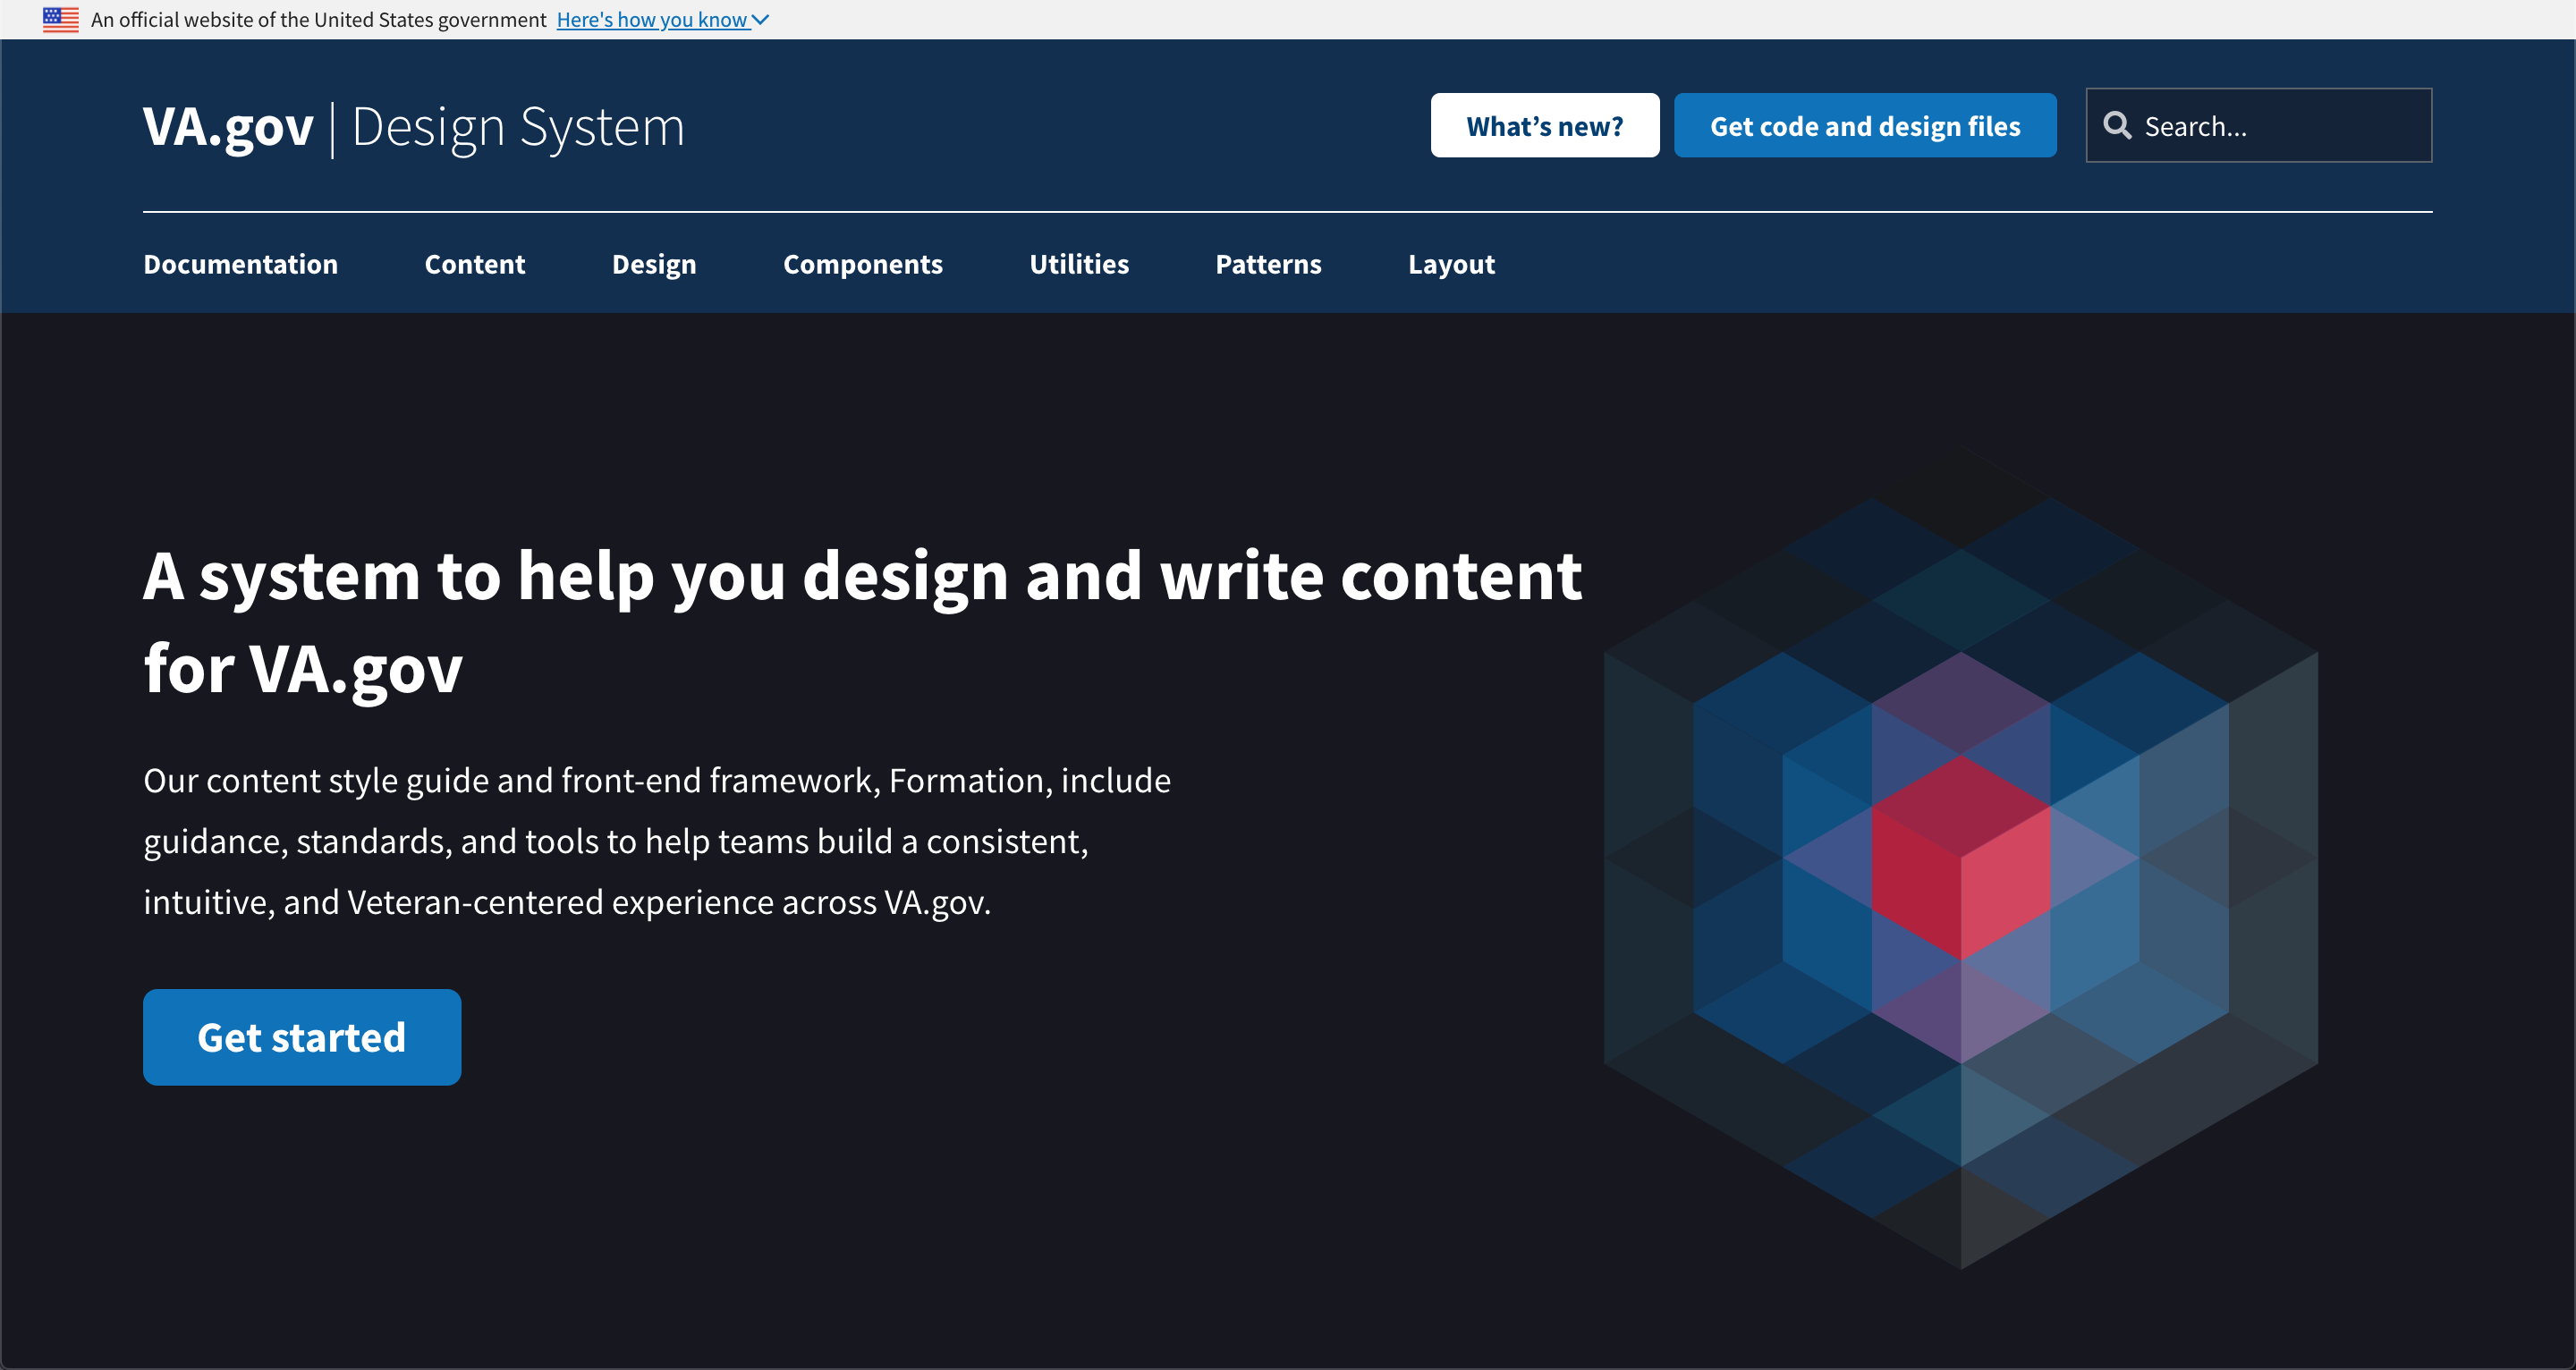 An official website of the United States government Here's how you know
VA.gov | Design System
What’s new?
Get code and design files
Search...
Documentation Content Design Components Utilities Patterns Layout
A system to help you design and write content
for VA.gov
Our content style guide and front-end framework, Formation, include
guidance, standards, and tools to help teams build a consistent,
intuitive, and Veteran-centered experience across VA.gov.
Get started